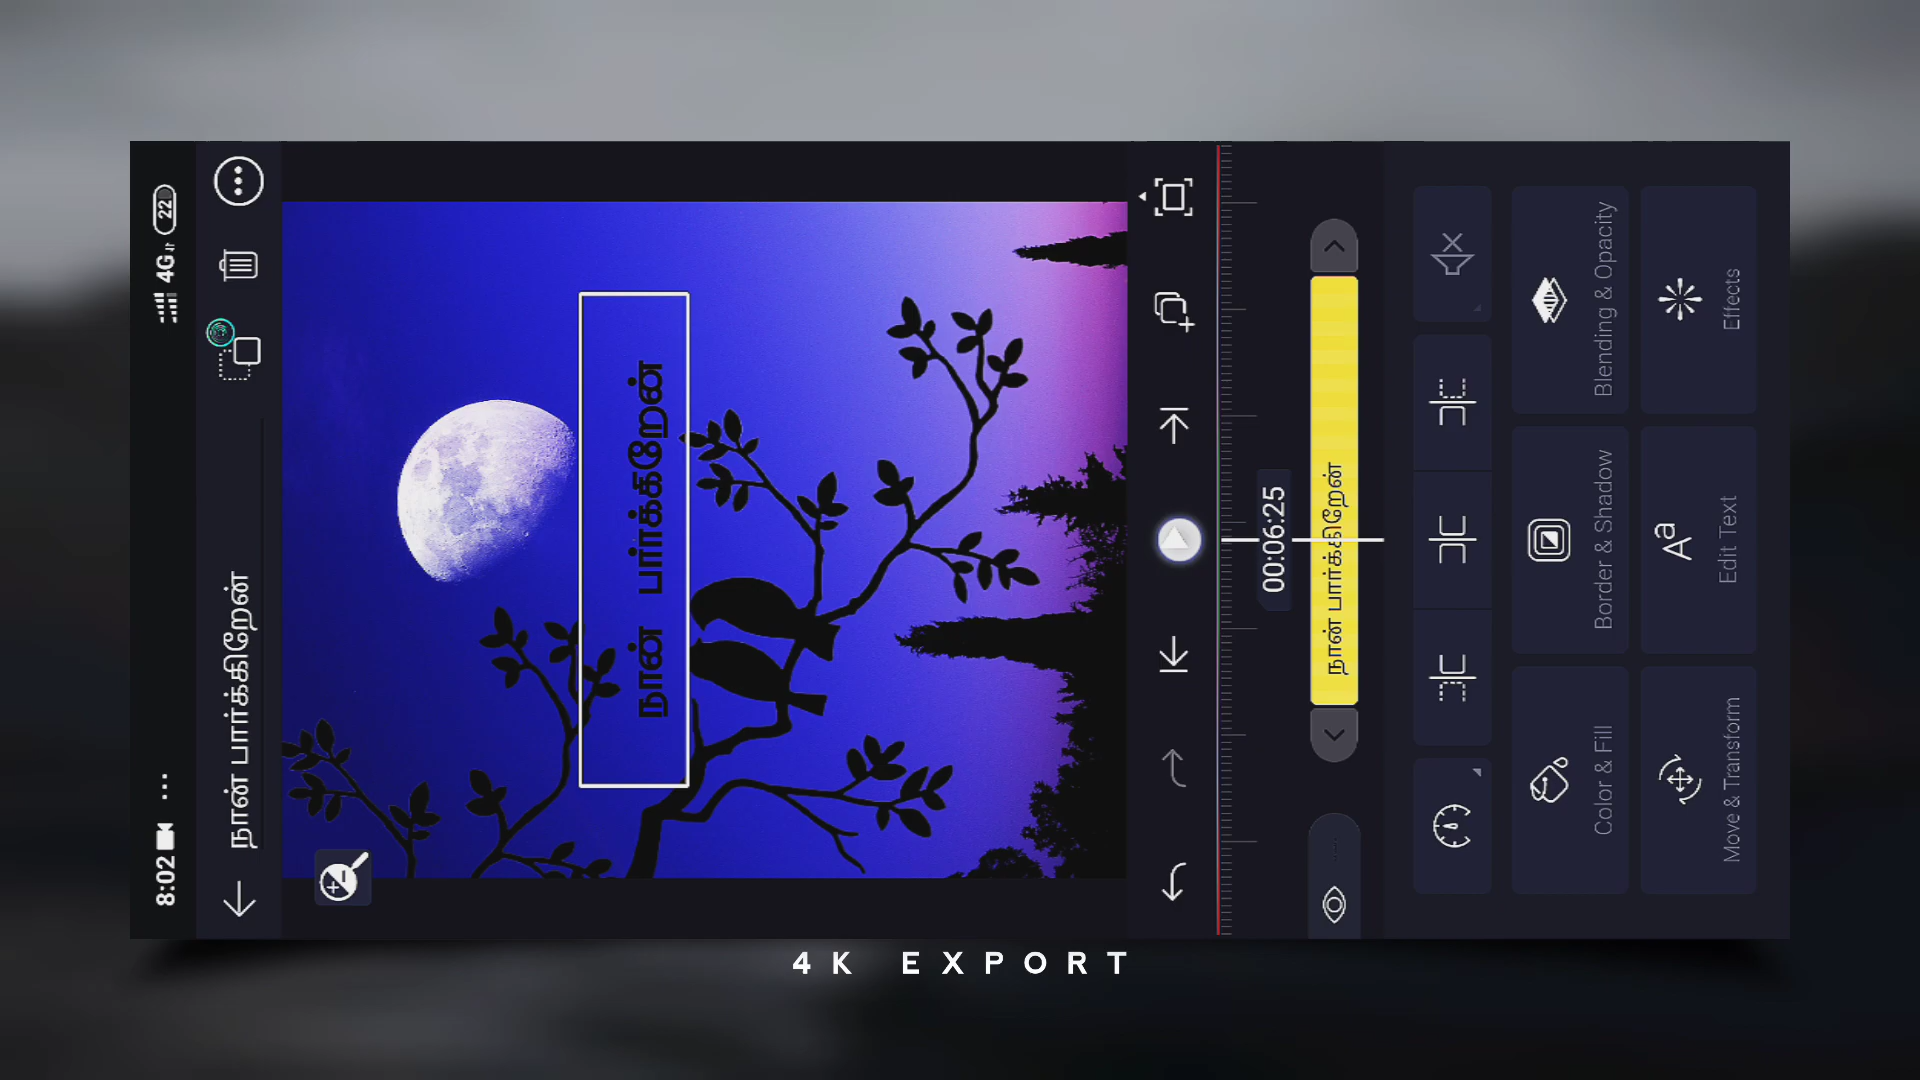 8:02 ... 4G 22
நான் பார்க்கிறேன்
நான் பார்க்கிறேன்
00:06:25
நான் பார்க்கிறேன்
Color & Fill
Border & Shadow
Blending & Opacity
Move & Transform
Edit Text
Effects
4K EXPORT